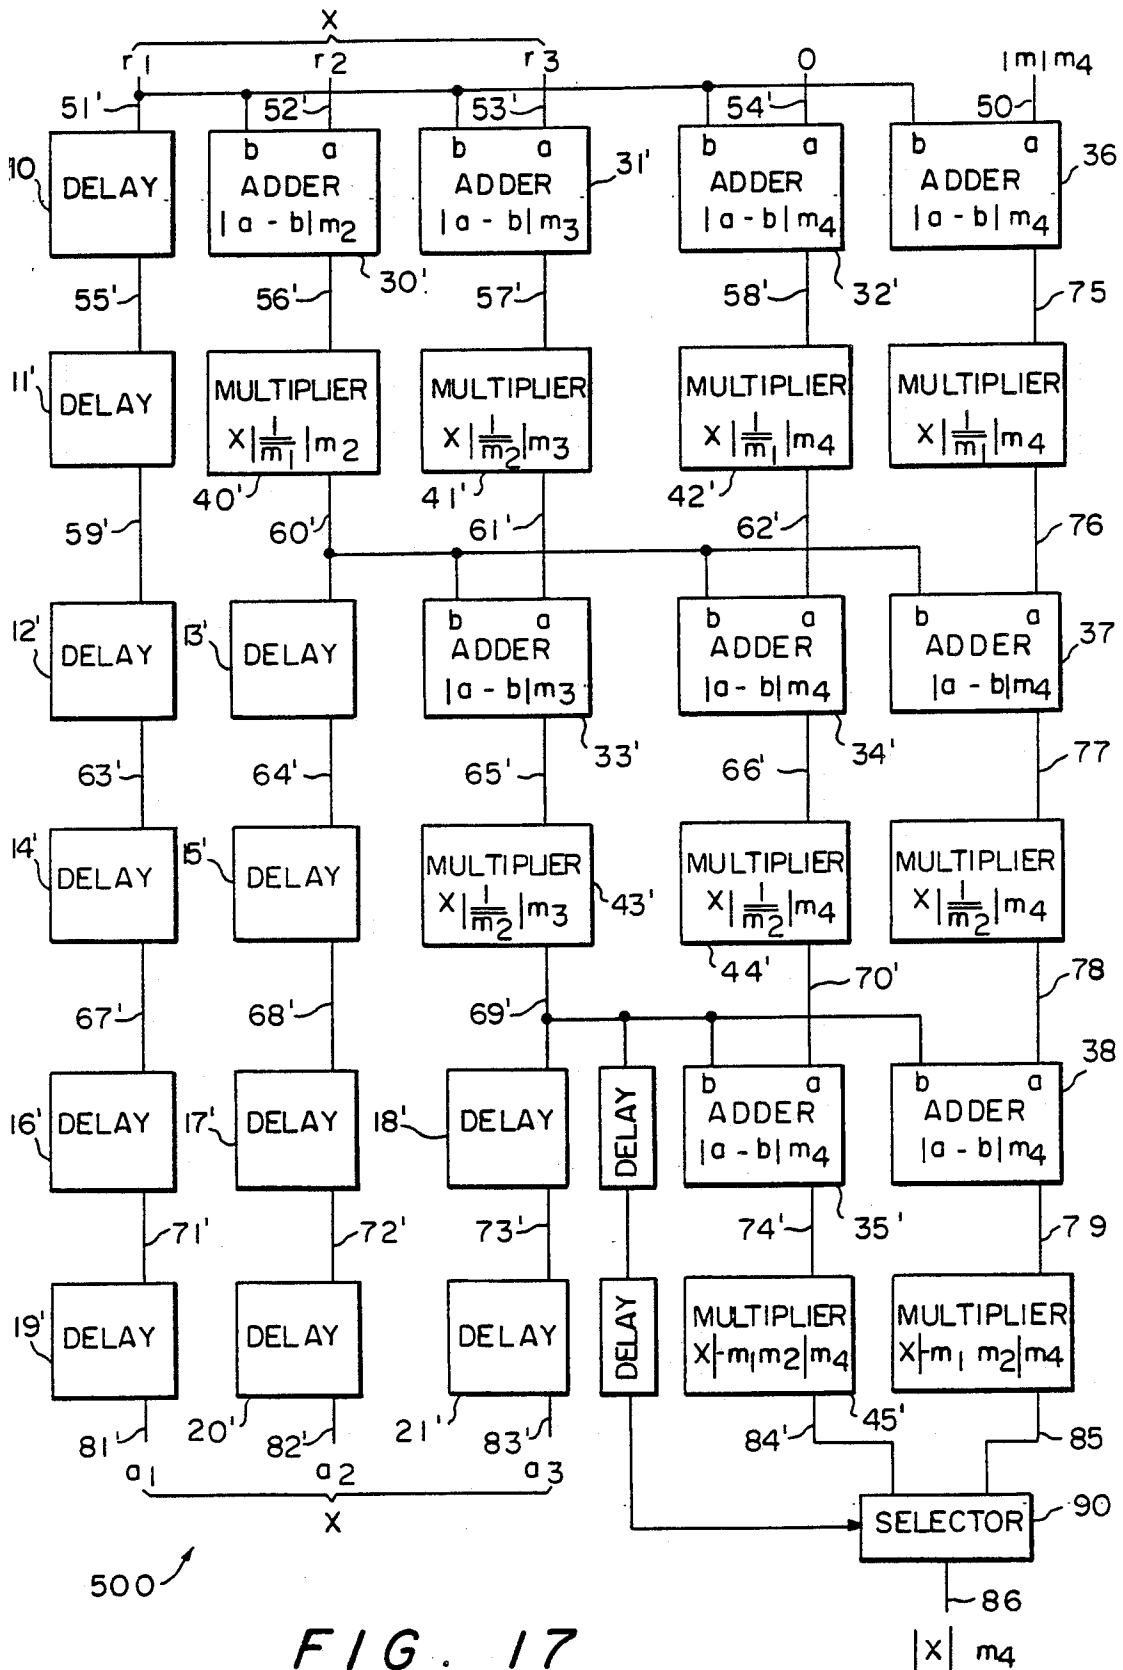 X
r1 r2 r3 0 |m|m4
51' 52' 53' 54' 50
10 DELAY
b a ADDER |a - b|m2 30'
b a ADDER |a - b|m3 31'
b a ADDER |a - b|m4 32'
b a ADDER |a - b|m4 36
55' 56' 57' 58' 75
11' DELAY
MULTIPLIER X|1/m1|m2 40'
MULTIPLIER X|1/m2|m3 41'
MULTIPLIER X|1/m1|m4 42'
MULTIPLIER X|1/m1|m4
59' 60' 61' 62' 76
12' DELAY
13' DELAY
b a ADDER |a - b|m3 33'
b a ADDER |a - b|m4 34'
b a ADDER |a - b|m4 37
63' 64' 65' 66' 77
14' DELAY
15' DELAY
MULTIPLIER X|1/m2|m3 43'
MULTIPLIER X|1/m2|m4 44'
MULTIPLIER X|1/m2|m4
67' 68' 69' 70' 78
16' DELAY
17' DELAY
18' DELAY
DELAY
b a ADDER |a - b|m4 35'
b a ADDER |a - b|m4 38
71' 72' 73' 74' 79
19' DELAY
DELAY 20'
DELAY 21'
DELAY
MULTIPLIER X|-m1m2|m4 45'
MULTIPLIER X|-m1 m2|m4
81' 82' 83' 84' 85
a1 a2 a3
X
SELECTOR 90
500
86
|X| m4
FIG. 17